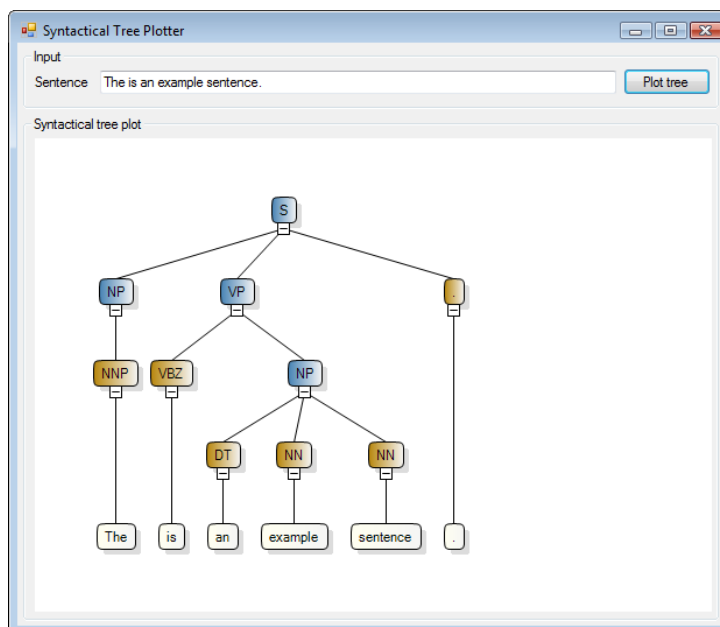 Syntactical Tree Plotter
Input
Sentence The is an example sentence. Plot tree
Syntactical tree plot
S
NP VP .
NNP VBZ NP
DT NN NN
The is an example sentence .